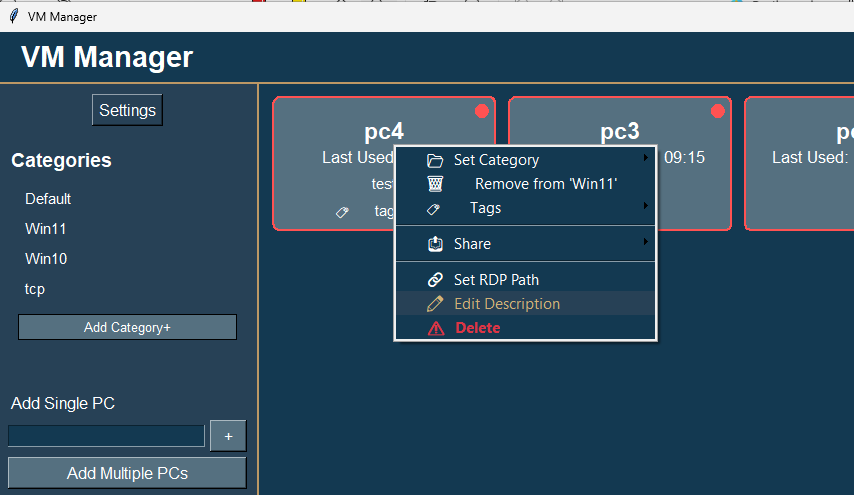 VM Manager
VM Manager
Settings
Categories
Default
Win11
Win10
tcp
Add Category+
Add Single PC
+
Add Multiple PCs
pc4
Last Used
test
tag
pc3
09:15
Last Used:
Set Category
Remove from 'Win11'
Tags
Share
Set RDP Path
Edit Description
Delete